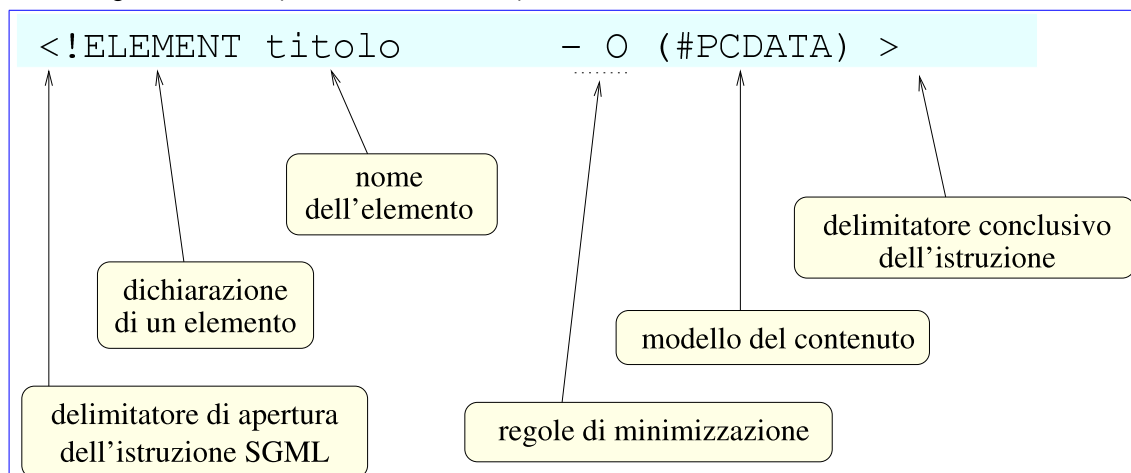 <!ELEMENT titolo - O (#PCDATA) >
nome
dell'elemento
delimitatore conclusivo
dell'istruzione
dichiarazione
di un elemento
modello del contenuto
delimitatore di apertura
dell'istruzione SGML
regole di minimizzazione